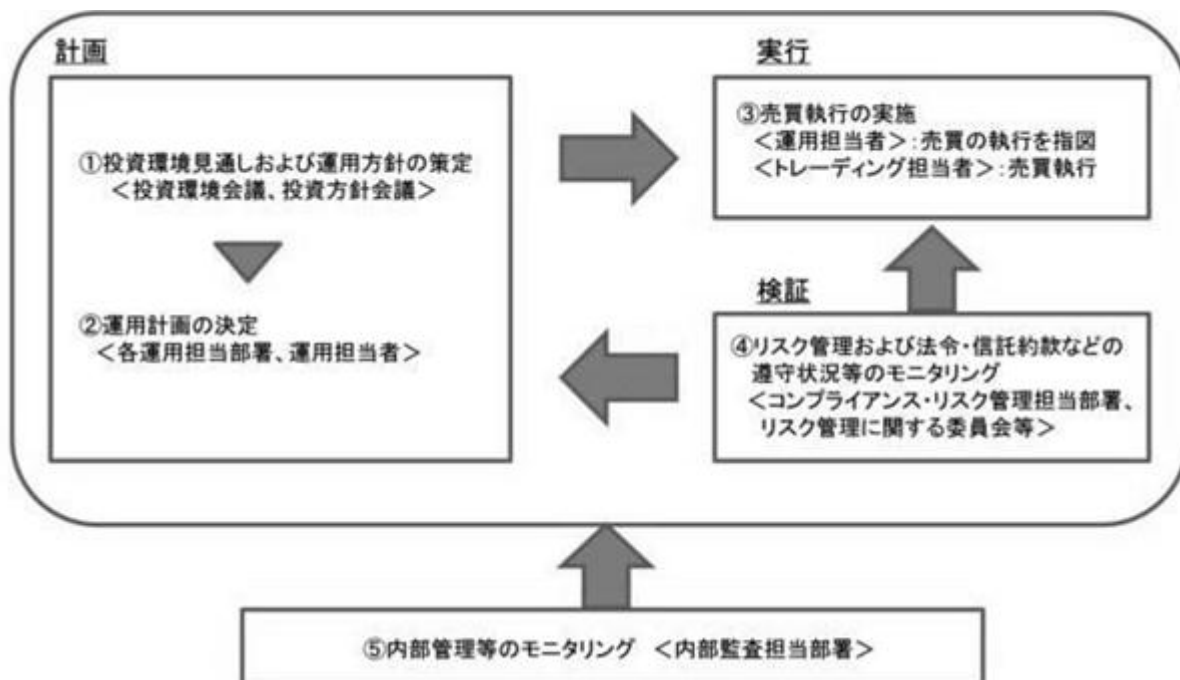 計画
①投資環境見通しおよび運用方針の策定
＜投資環境会議、投資方針会議＞
②運用計画の決定
＜各運用担当部署、運用担当者＞
実行
③売買執行の実施
＜運用担当者＞：売買の執行を指図
＜トレーディング担当者＞：売買執行
検証
④リスク管理および法令・信託約款などの
遵守状況等のモニタリング
＜コンプライアンス・リスク管理担当部署、
リスク管理に関する委員会等＞
⑤内部管理等のモニタリング ＜内部監査担当部署＞